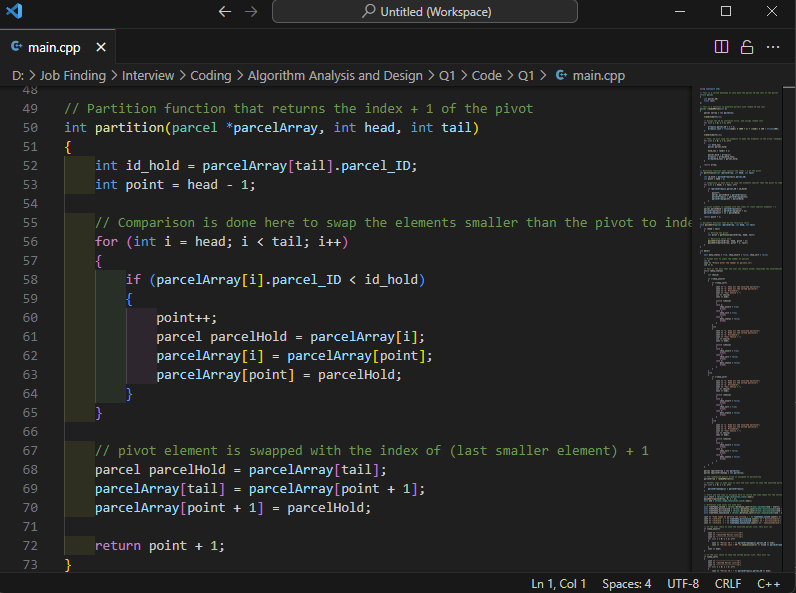 Untitled (Workspace)
main.cpp
D: > Job Finding > Interview > Coding > Algorithm Analysis and Design > Q1 > Code > Q1 > main.cpp
48
49 // Partition function that returns the index + 1 of the pivot
50 int partition(parcel *parcelArray, int head, int tail)
51 {
52 int id_hold = parcelArray[tail].parcel_ID;
53 int point = head - 1;
54
55 // Comparison is done here to swap the elements smaller than the pivot to inde
56 for (int i = head; i < tail; i++)
57 {
58 if (parcelArray[i].parcel_ID < id_hold)
59 {
60 point++;
61 parcel parcelHold = parcelArray[i];
62 parcelArray[i] = parcelArray[point];
63 parcelArray[point] = parcelHold;
64 }
65 }
66
67 // pivot element is swapped with the index of (last smaller element) + 1
68 parcel parcelHold = parcelArray[tail];
69 parcelArray[tail] = parcelArray[point + 1];
70 parcelArray[point + 1] = parcelHold;
71
72 return point + 1;
73 }
Ln 1, Col 1 Spaces: 4 UTF-8 CRLF C++